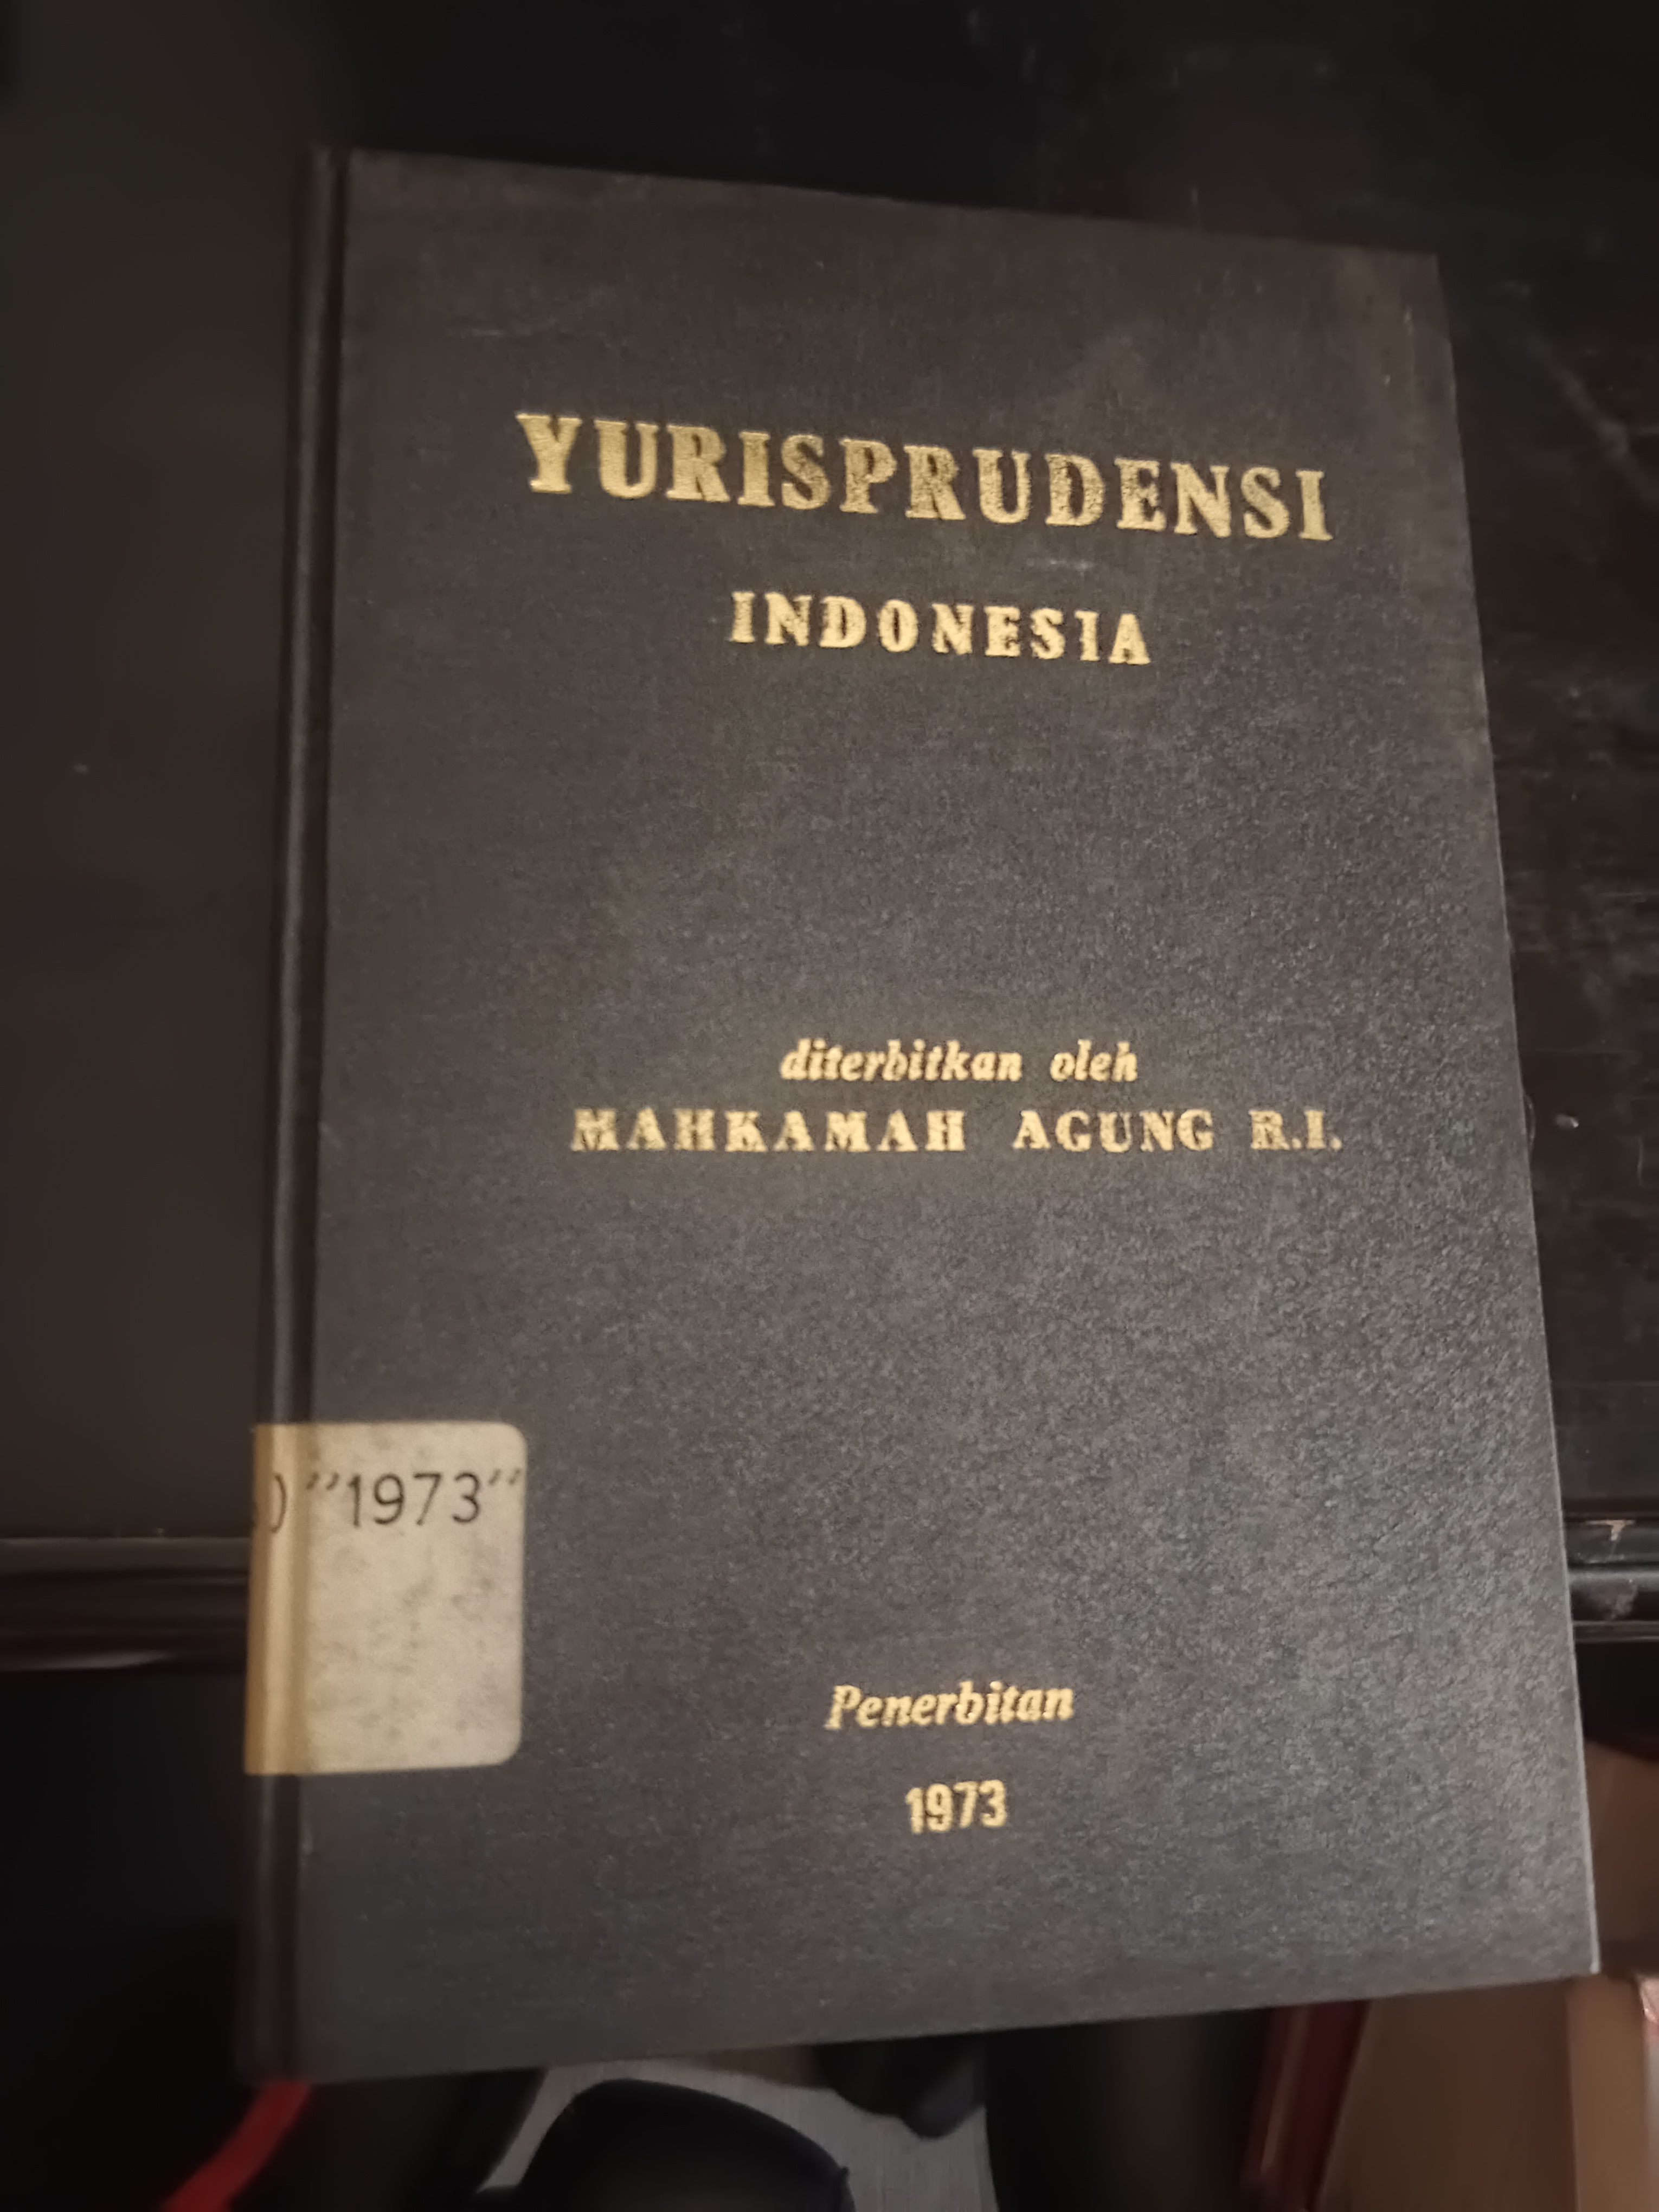 YURISPRUDENSI
INDONESIA
diterbitkan oleh
MAHKAMAH AGUNG R.I.
"1973"
Penerbitan
1973